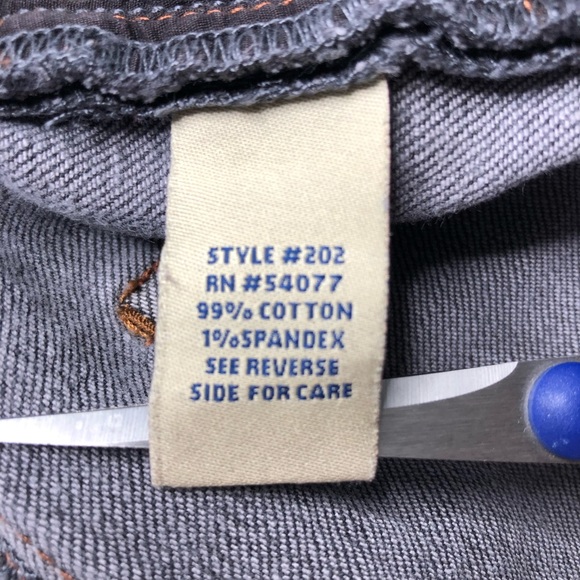 STYLE #202
RN #54077
99% COTTON
1%SPANDEX
SEE REVERSE
SIDE FOR CARE